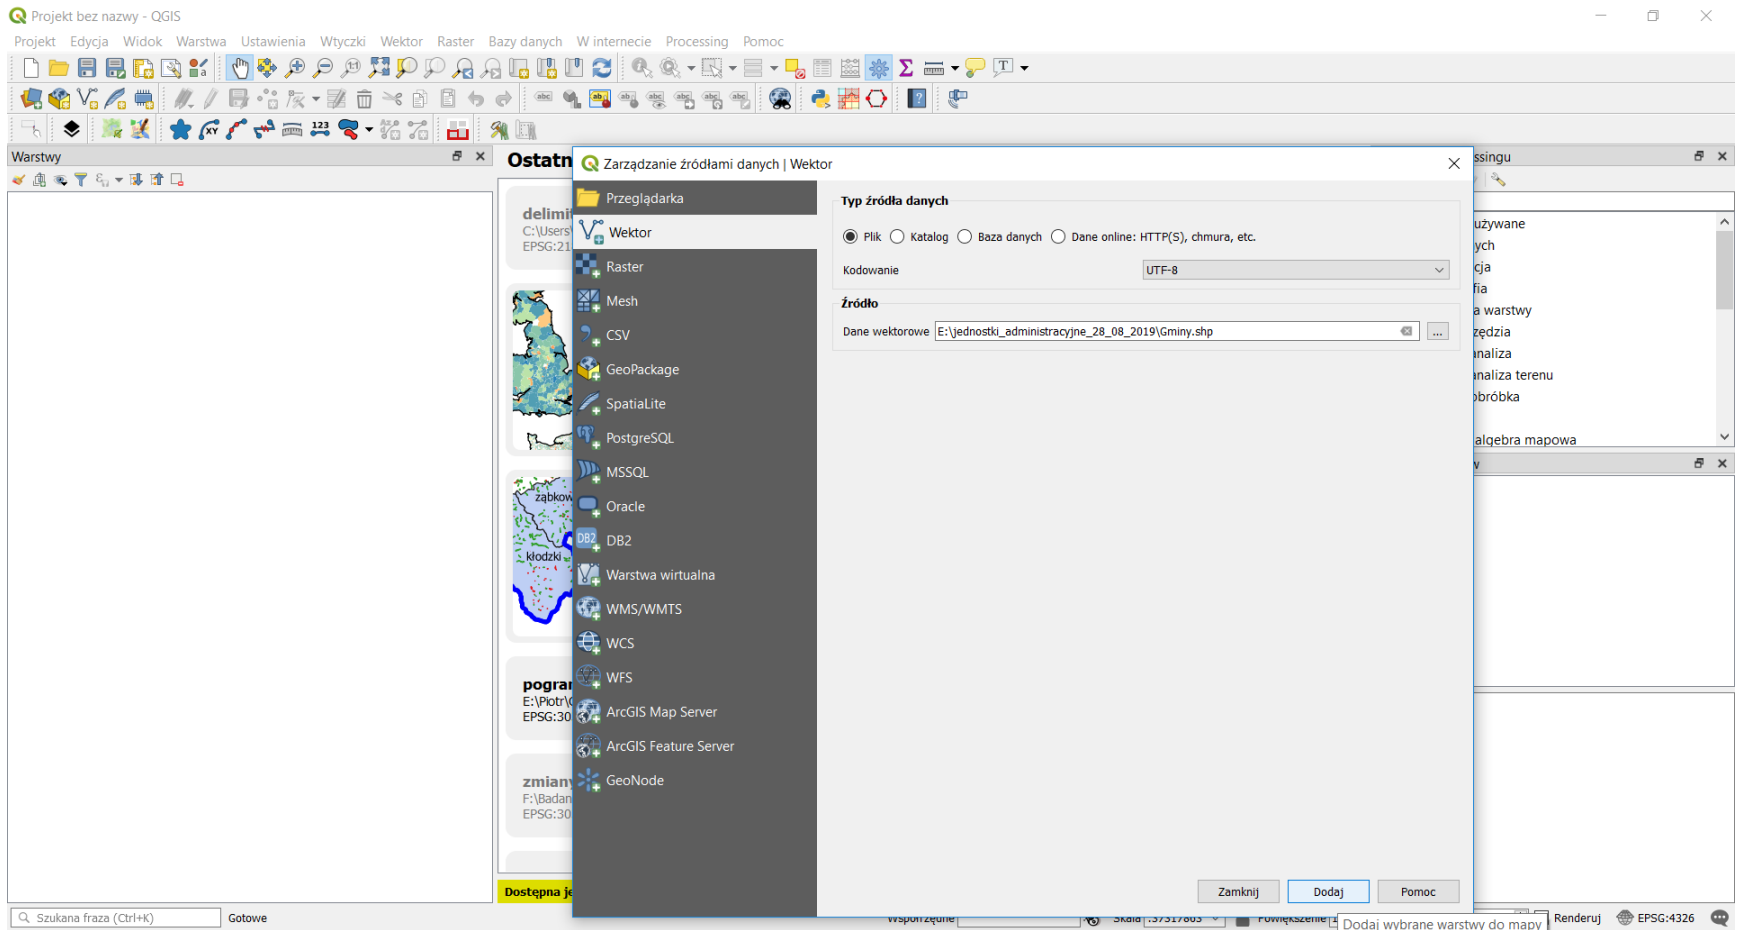 Projekt bez nazwy - QGIS
Projekt Edycja Widok Warstwa Ustawienia Wtyczki Wektor Raster Bazy danych W internecie Processing Pomoc
Warstwy
Ostatn
delimi
C:\Users\
EPSG:21
ząbkow
kłodzki
pogra
E:\Piotr\
EPSG:30
zmiany
F:\Badan
EPSG:30
Dostępna je
Zarządzanie źródłami danych | Wektor
Przeglądarka
Wektor
Raster
Mesh
CSV
GeoPackage
SpatiaLite
PostgreSQL
MSSQL
Oracle
DB2
Warstwa wirtualna
WMS/WMTS
WCS
WFS
ArcGIS Map Server
ArcGIS Feature Server
GeoNode
Typ źródła danych
Plik Katalog Baza danych Dane online: HTTP(S), chmura, etc.
Kodowanie UTF-8
Źródło
Dane wektorowe E:\jednostki_administracyjne_28_08_2019\Gminy.shp ...
Zamknij Dodaj Pomoc
ssingu
używane
ych
cja
fia
a warstwy
zędzia
analiza
analiza terenu
obróbka
algebra mapowa
Szukana fraza (Ctrl+K) Gotowe
Współrzędne Skala Powiększenie Renderuj EPSG:4326
Dodaj wybrane warstwy do mapy